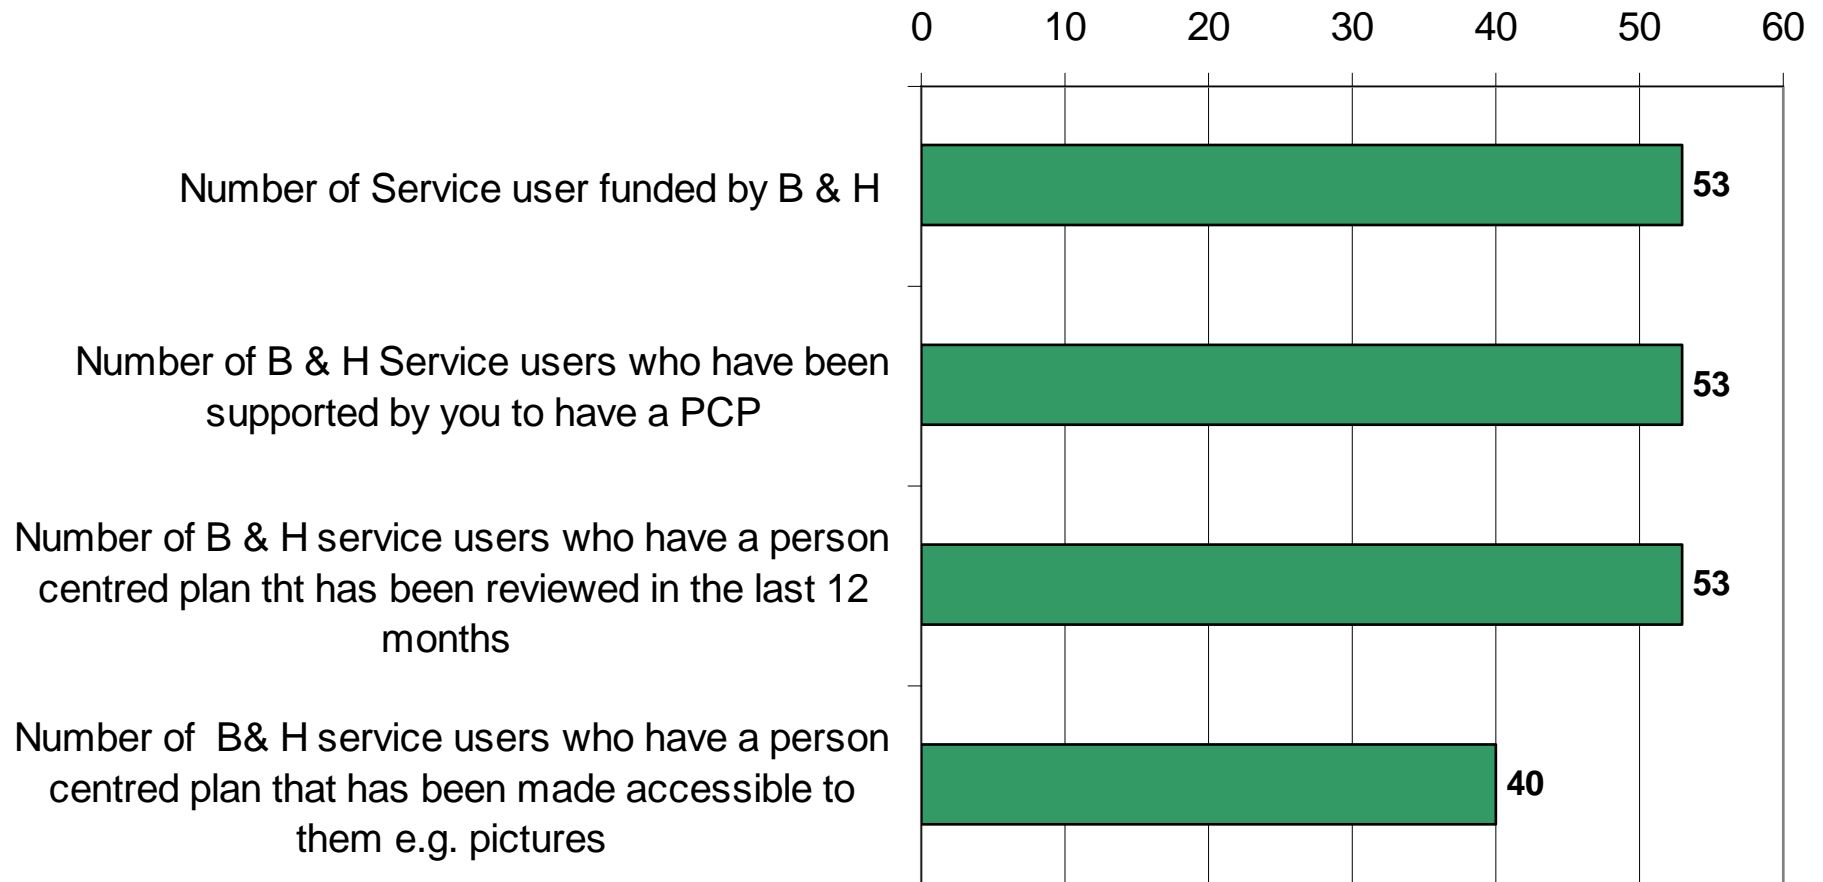 0 10 20 30 40 50 60
Number of Service user funded by B & H
53
Number of B & H Service users who have been
supported by you to have a PCP
53
Number of B & H service users who have a person
centred plan tht has been reviewed in the last 12
months
53
Number of  B& H service users who have a person
centred plan that has been made accessible to
them e.g. pictures
40